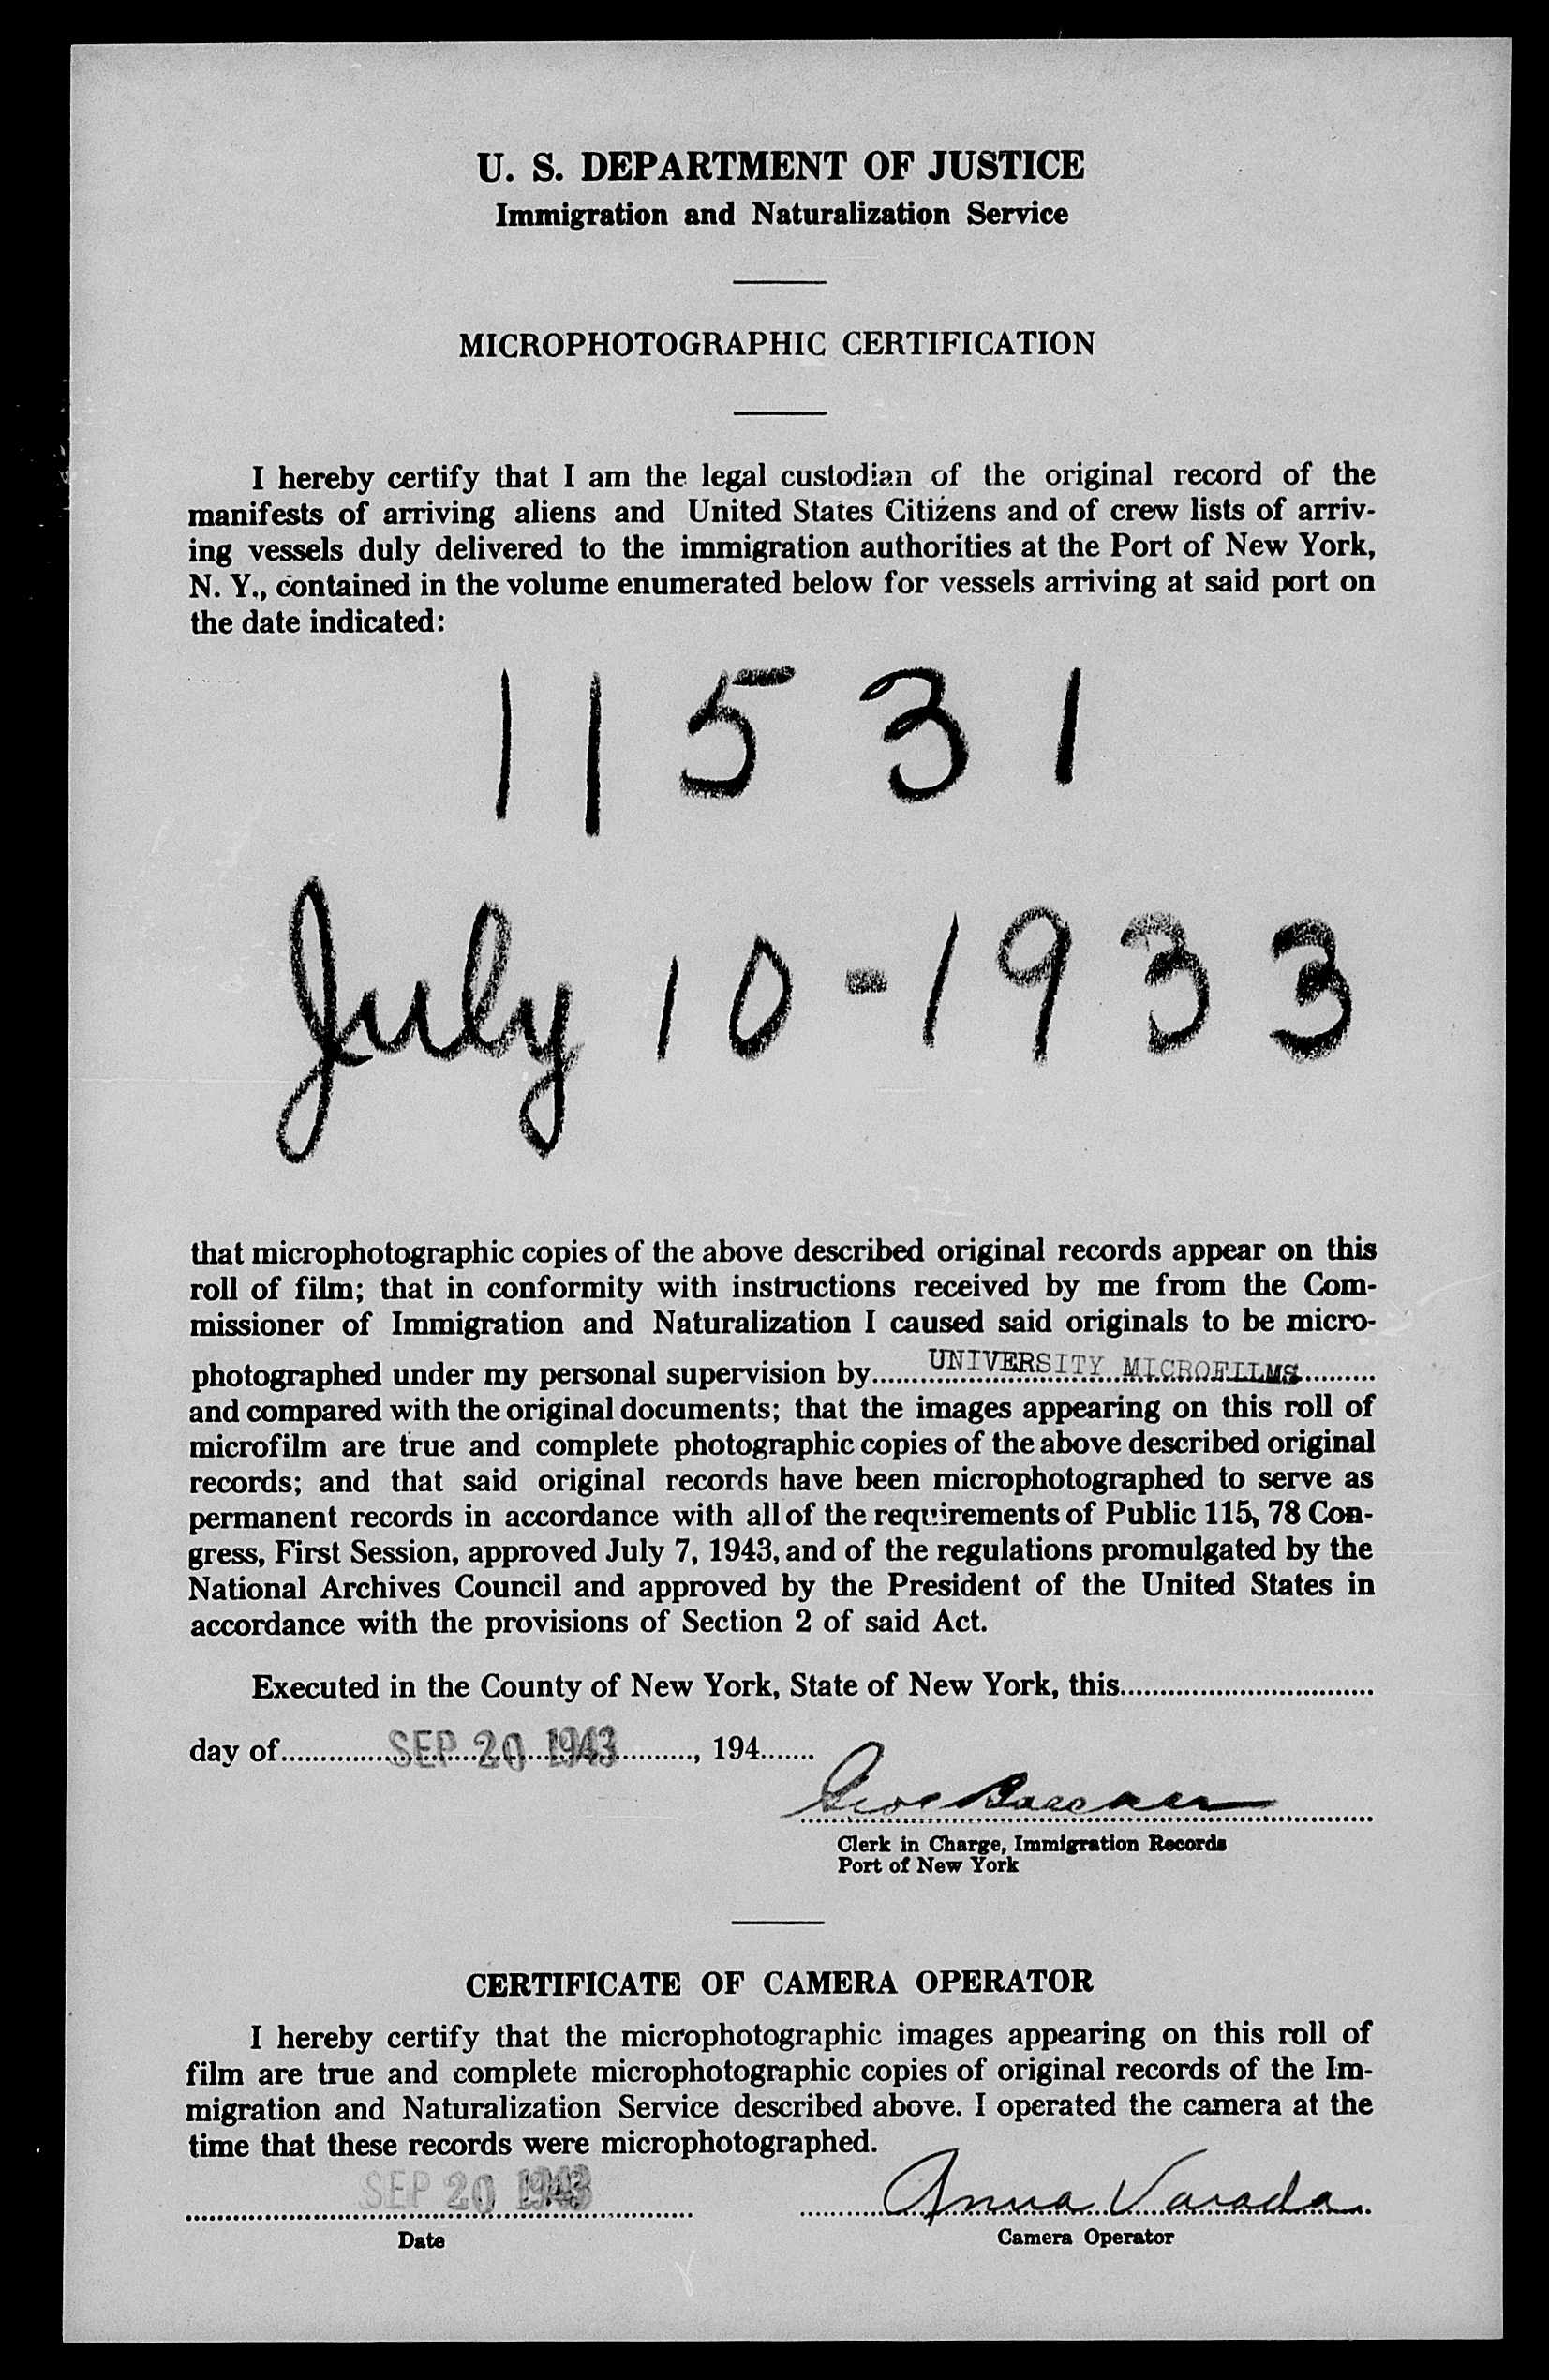 U. S. DEPARTMENT OF JUSTICE
Immigration and Naturalization Service
MICROPHOTOGRAPHIC CERTIFICATION
I hereby certify that I am the legal custodian of the original record of the
manifests of arriving aliens and United States Citizens and of crew lists of arriv-
ing vessels duly delivered to the immigration authorities at the Port of New York,
N. Y., contained in the volume enumerated below for vessels arriving at said port on
the date indicated:
11531
July 10-1933
that microphotographic copies of the above described original records appear on this
roll of film; that in conformity with instructions received by me from the Com-
missioner of Immigration and Naturalization I caused said originals to be micro-
photographed under my personal supervision by UNIVERSITY MICROFILMS
and compared with the original documents; that the images appearing on this roll of
microfilm are true and complete photographic copies of the above described original
records; and that said original records have been microphotographed to serve as
permanent records in accordance with all of the requirements of Public 115, 78 Con-
gress, First Session, approved July 7, 1943, and of the regulations promulgated by the
National Archives Council and approved by the President of the United States in
accordance with the provisions of Section 2 of said Act.
Executed in the County of New York, State of New York, this
day of SEP 20 1943, 194
Clerk in Charge, Immigration Records
Port of New York
CERTIFICATE OF CAMERA OPERATOR
I hereby certify that the microphotographic images appearing on this roll of
film are true and complete microphotographic copies of original records of the Im-
migration and Naturalization Service described above. I operated the camera at the
time that these records were microphotographed.
SEP 20 1943 Anna Varada
Date Camera Operator